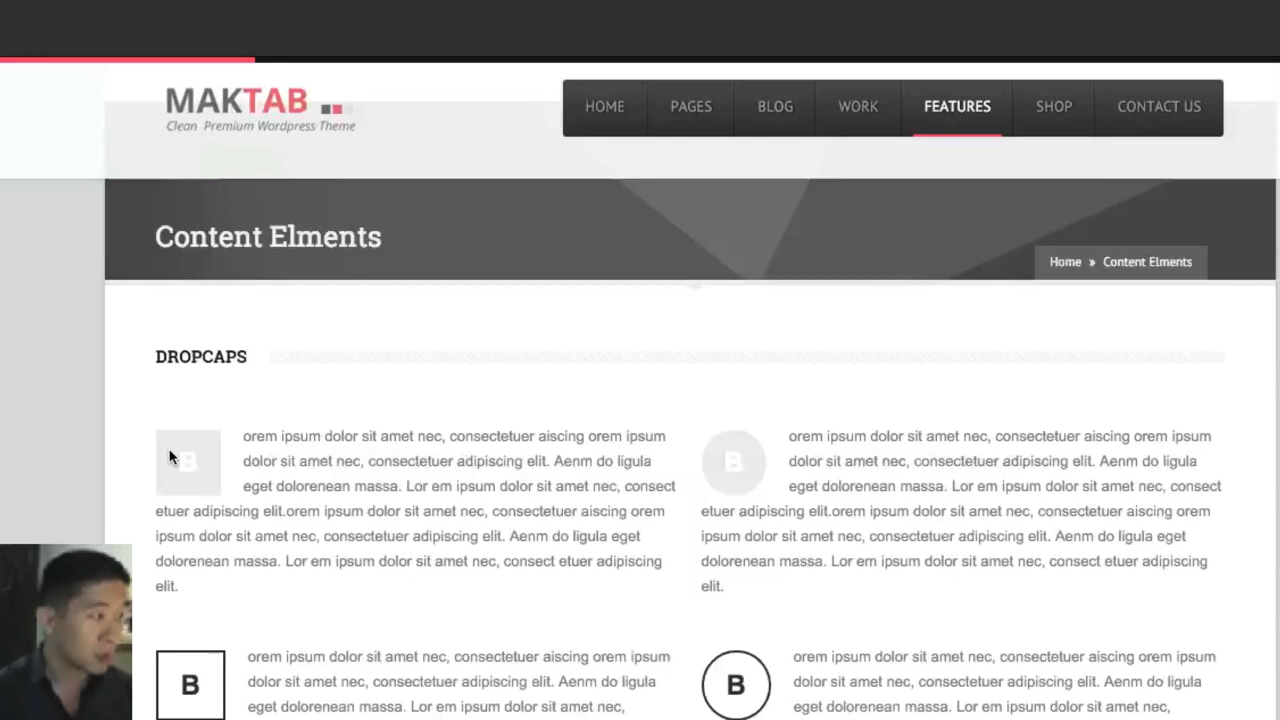 MAKTAB
Clean Premium Wordpress Theme
HOME PAGES BLOG WORK FEATURES SHOP CONTACT US
Content Elments
Home » Content Elments
DROPCAPS
B
orem ipsum dolor sit amet nec, consectetuer aiscing orem ipsum
dolor sit amet nec, consectetuer adipiscing elit. Aenm do ligula
eget dolorenean massa. Lor em ipsum dolor sit amet nec, consect
etuer adipiscing elit.orem ipsum dolor sit amet nec, consectetuer aiscing orem
ipsum dolor sit amet nec, consectetuer adipiscing elit. Aenm do ligula eget
dolorenean massa. Lor em ipsum dolor sit amet nec, consect etuer adipiscing
elit.
B
orem ipsum dolor sit amet nec, consectetuer aiscing orem ipsum
dolor sit amet nec, consectetuer adipiscing elit. Aenm do ligula
eget dolorenean massa. Lor em ipsum dolor sit amet nec, consect
etuer adipiscing elit.orem ipsum dolor sit amet nec, consectetuer aiscing orem
ipsum dolor sit amet nec, consectetuer adipiscing elit. Aenm do ligula eget
dolorenean massa. Lor em ipsum dolor sit amet nec, consect etuer adipiscing
elit.
B
orem ipsum dolor sit amet nec, consectetuer aiscing orem ipsum
dolor sit amet nec, consectetuer adipiscing elit. Aenm do ligula
eget dolorenean massa. Lor em ipsum dolor sit amet nec,
B
orem ipsum dolor sit amet nec, consectetuer aiscing orem ipsum
dolor sit amet nec, consectetuer adipiscing elit. Aenm do ligula
eget dolorenean massa. Lor em ipsum dolor sit amet nec,